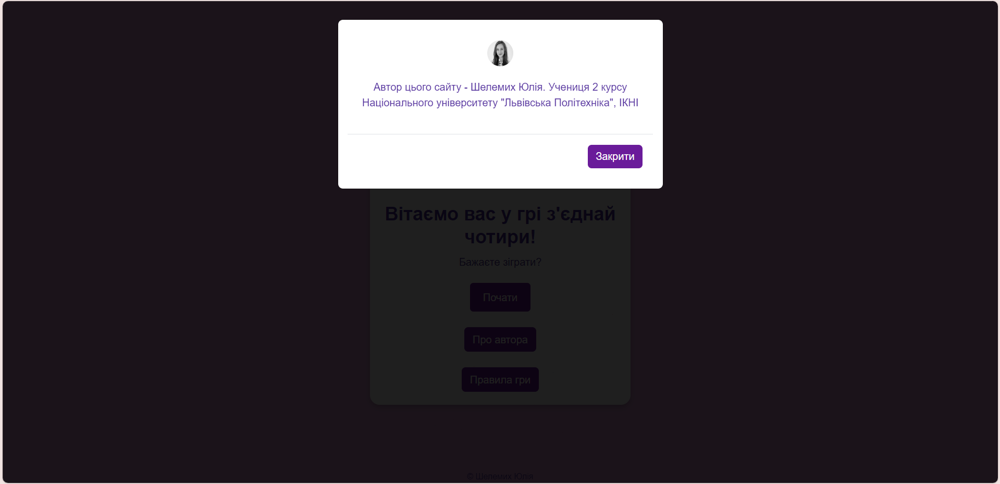 Автор цього сайту - Шелемих Юлія. Учениця 2 курсу
Національного університету "Львівська Політехніка", ІКНІ
Закрити
Вітаємо вас у грі з'єднай
чотири!
Бажаєте зіграти?
Почати
Про автора
Правила гри
© Шелемих Юлія